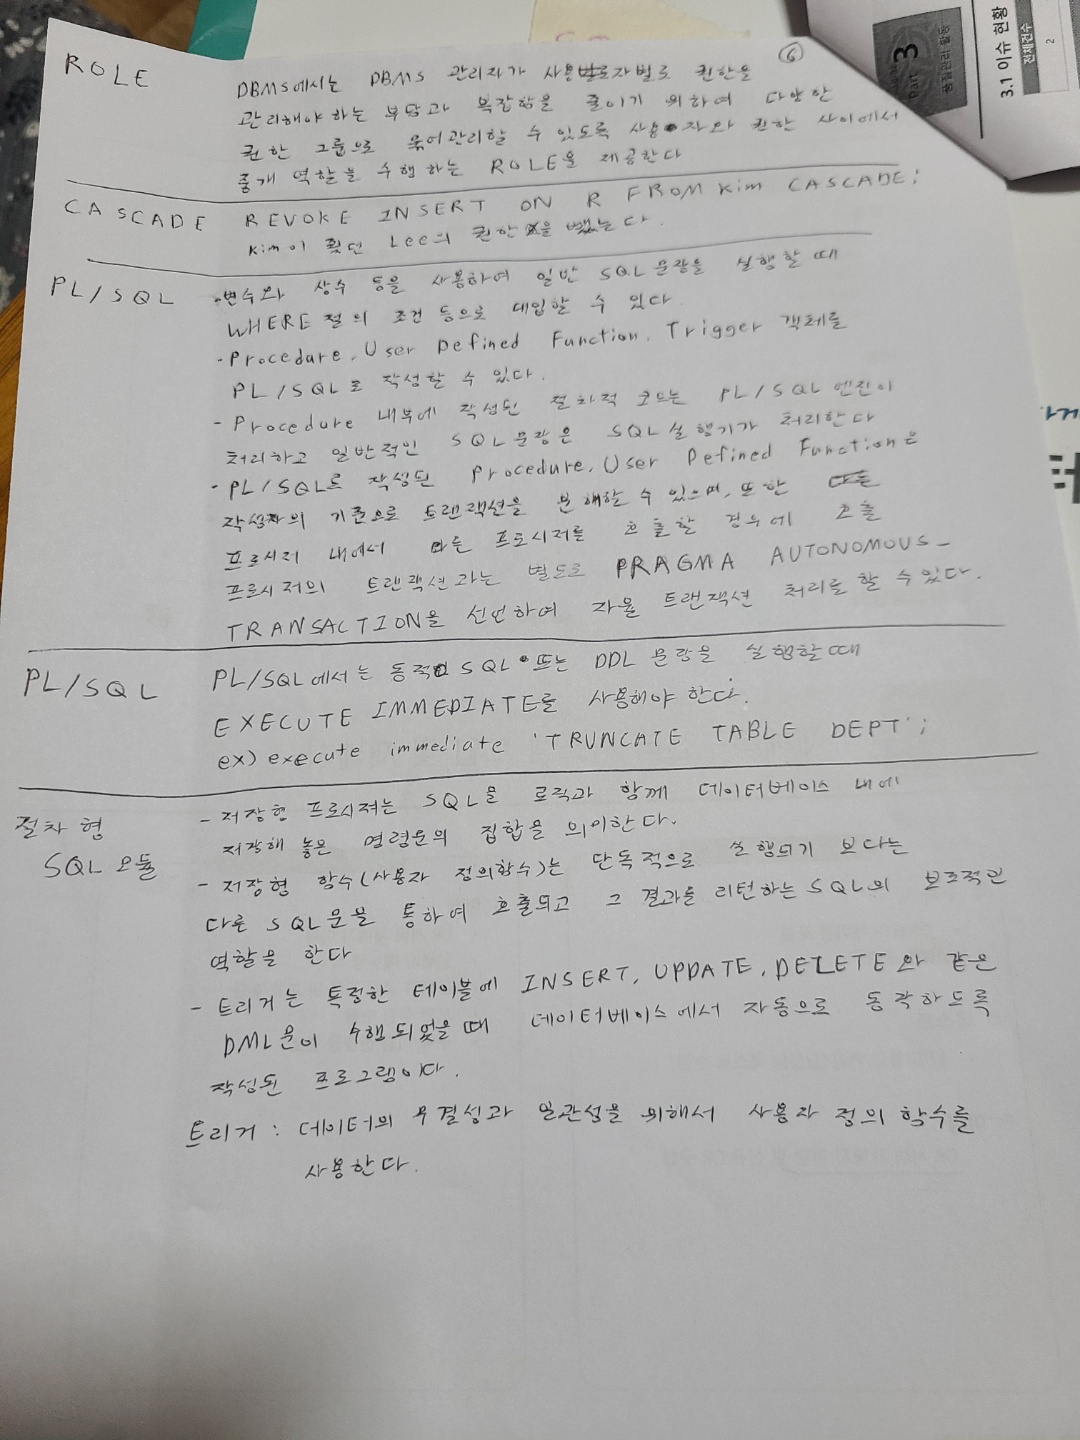 ⑥
ROLE
DBMS에서는 DBMS 관리자가 사용자별로 권한을
관리해야 하는 부담과 복잡함을 줄이기 위하여 다양한
권한 그룹으로 묶어 관리할 수 있도록 사용자와 권한 사이에서
중개 역할을 수행하는 ROLE을 제공한다
CASCADE
REVOKE INSERT ON R FROM Kim CASCADE;
Kim이 줬던 Lee의 권한을 뺏는다.
PL/SQL
·변수와 상수 등을 사용하여 일반 SQL 문장을 실행할 때
WHERE절의 조건 등으로 대입할 수 있다.
·Procedure, User Defined Function, Trigger 객체를
PL/SQL로 작성할 수 있다.
·Procedure 내부에 작성된 절차적 코드는 PL/SQL 엔진이
처리하고 일반적인 SQL 문장은 SQL 실행기가 처리한다
·PL/SQL로 작성된 Procedure, User Defined Function은
작성자의 기준으로 트랜잭션을 분해할 수 있으며, 또한
프로시저 내에서 다른 프로시저를 호출할 경우에 호출
프로시저의 트랜잭션과는 별도로 PRAGMA AUTONOMOUS_
TRANSACTION을 선언하여 자율 트랜잭션 처리를 할 수 있다.
PL/SQL
PL/SQL에서는 동적 SQL 또는 DDL 문장을 실행할 때
EXECUTE IMMEDIATE를 사용해야 한다.
ex) execute immediate 'TRUNCATE TABLE DEPT';
절차형
SQL 모듈
- 저장형 프로시져는 SQL을 로직과 함께 데이터베이스 내에
저장해 놓은 명령문의 집합을 의미한다.
- 저장형 함수(사용자 정의함수)는 단독적으로 실행되기 보다는
다른 SQL문을 통하여 호출되고 그 결과를 리턴하는 SQL의 보조적인
역할을 한다
- 트리거는 특정한 테이블에 INSERT, UPDATE, DELETE와 같은
DML문이 수행되었을 때 데이터베이스에서 자동으로 동작하도록
작성된 프로그램이다.
트리거 : 데이터의 무결성과 일관성을 위해서 사용자 정의 함수를
사용한다.
Part 3
공정관리 활동
3.1 이슈 현황
전체건수
2